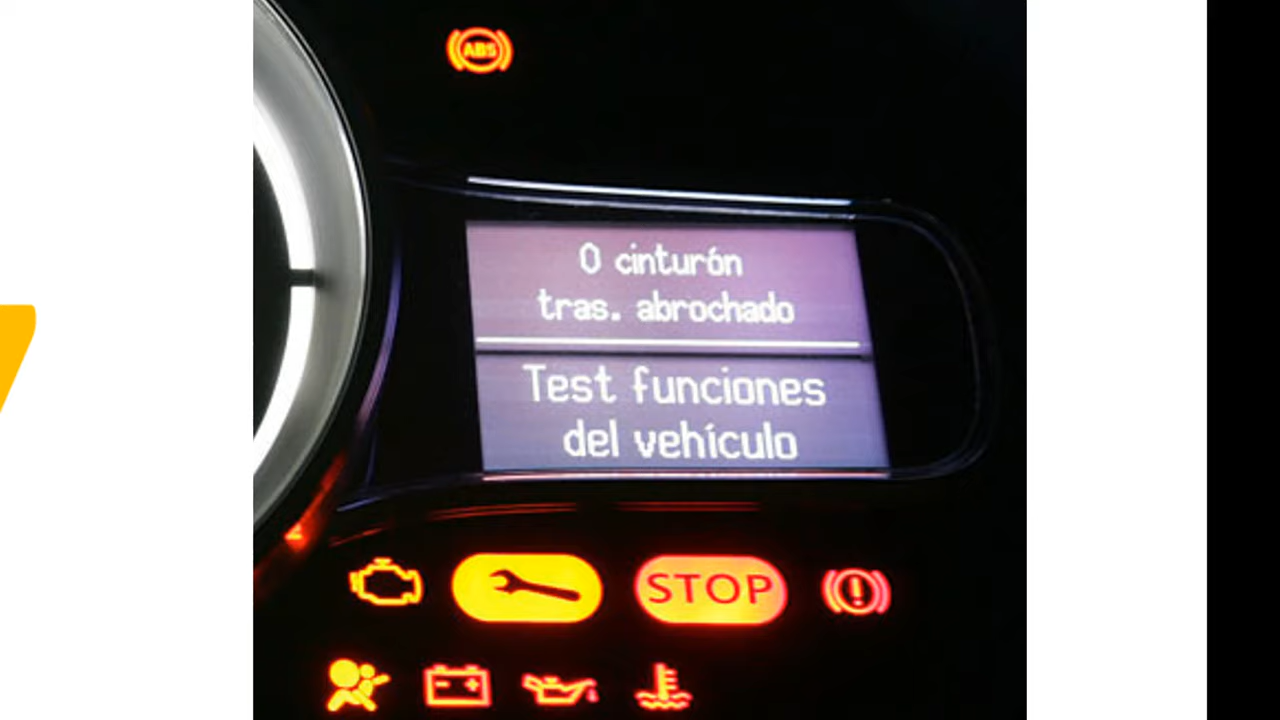 ABS
0 cinturón
tras. abrochado
Test funciones
del vehículo
STOP